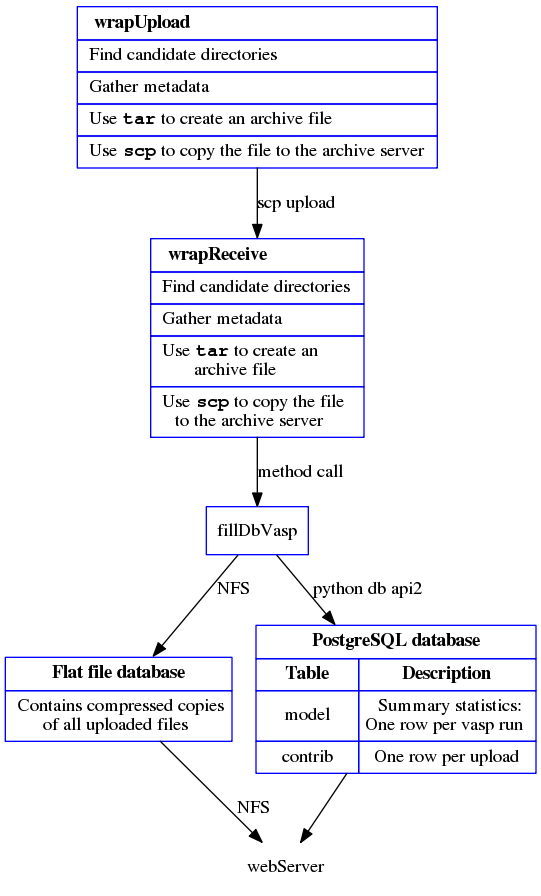 wrapUpload
Find candidate directories
Gather metadata
Use tar to create an archive file
Use scp to copy the file to the archive server
scp upload
wrapReceive
Find candidate directories
Gather metadata
Use tar to create an
archive file
Use scp to copy the file
to the archive server
method call
fillDbVasp
NFS
python db api2
Flat file database
Contains compressed copies
of all uploaded files
PostgreSQL database
Table Description
model Summary statistics:
One row per vasp run
contrib One row per upload
NFS
webServer